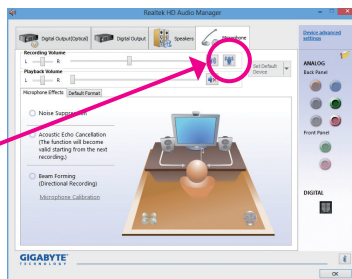 Realtek HD Audio Manager
Digital Output(Optical)
Digital Output
Speakers
Microphone
Device advanced
settings
Recording Volume
L
R
Set Default
Device
Playback Volume
L
R
ANALOG
Back Panel
Microphone Effects
Default Format
Noise Suppression
Acoustic Echo Cancellation
(The function will become
valid starting from the next
recording.)
Front Panel
Beam Forming
(Directional Recording)
Microphone Calibration
DIGITAL
GIGABYTE
TECHNOLOGY
OK